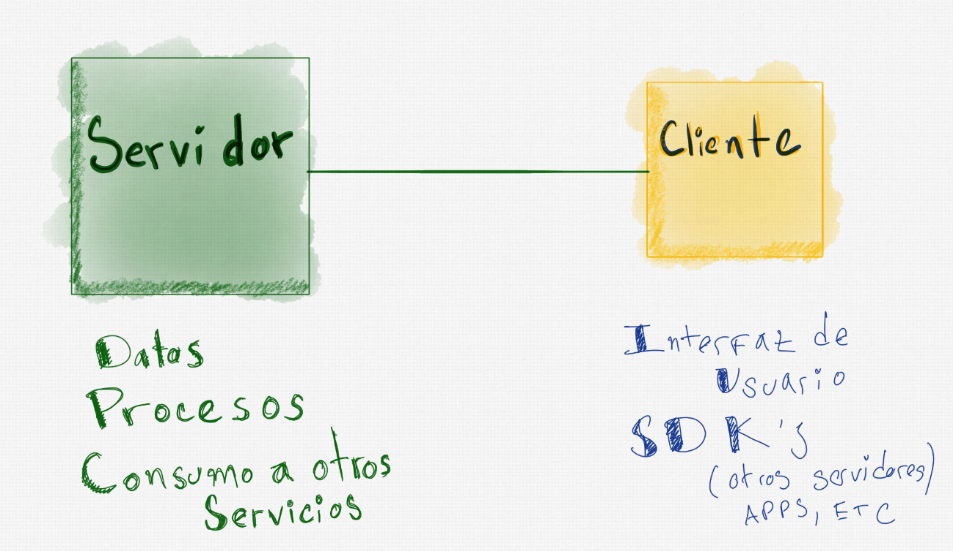 Servidor
Cliente
Datos
Procesos
Consumo a otros
Servicios
Interfaz de
Usuario
SDK's
(otros servidores)
APPS, ETC